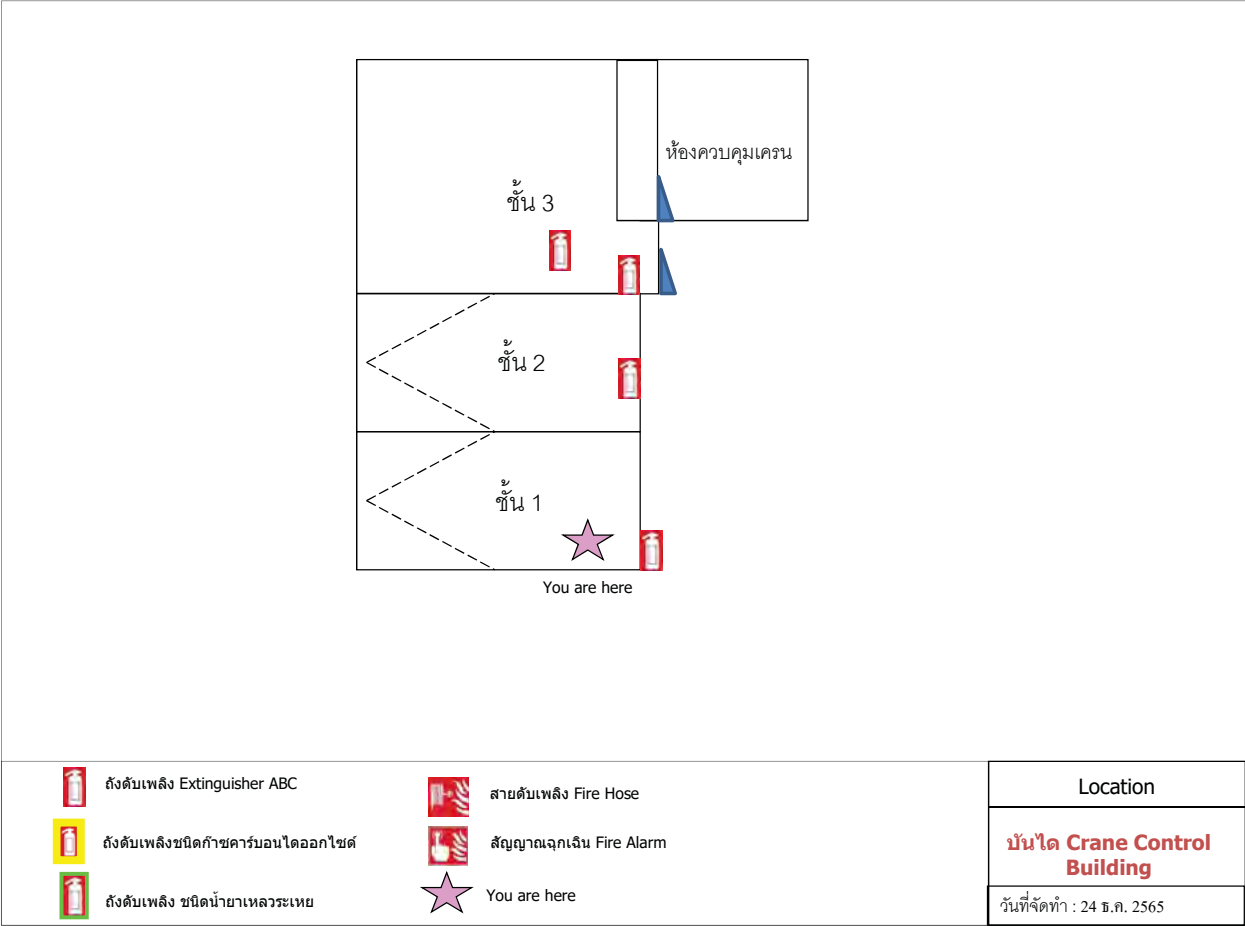 ห้องควบคุมเครน
ชั้น 3
ชั้น 2
ชั้น 1
You are here
ถังดับเพลิง Extinguisher ABC
ถังดับเพลิงชนิดก๊าซคาร์บอนไดออกไซด์
ถังดับเพลิง ชนิดน้ำยาเหลวระเหย
สายดับเพลิง Fire Hose
สัญญาณฉุกเฉิน Fire Alarm
You are here
Location
บันได Crane Control
Building
วันที่จัดทำ : 24 ธ.ค. 2565